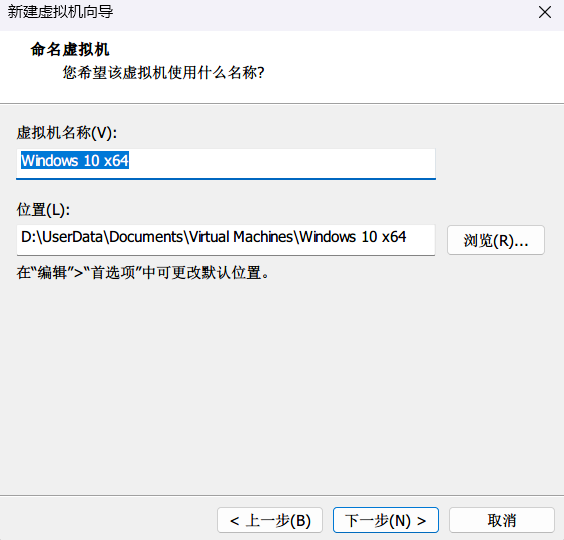 新建虚拟机向导
命名虚拟机
您希望该虚拟机使用什么名称?
虚拟机名称(V):
Windows 10 x64
位置(L):
D:\UserData\Documents\Virtual Machines\Windows 10 x64
浏览(R)...
在“编辑”>“首选项”中可更改默认位置。
< 上一步(B)
下一步(N) >
取消